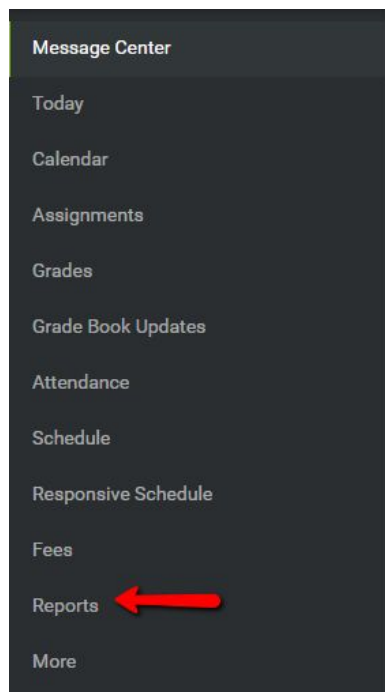 Message Center
Today
Calendar
Assignments
Grades
Grade Book Updates
Attendance
Schedule
Responsive Schedule
Fees
Reports
More